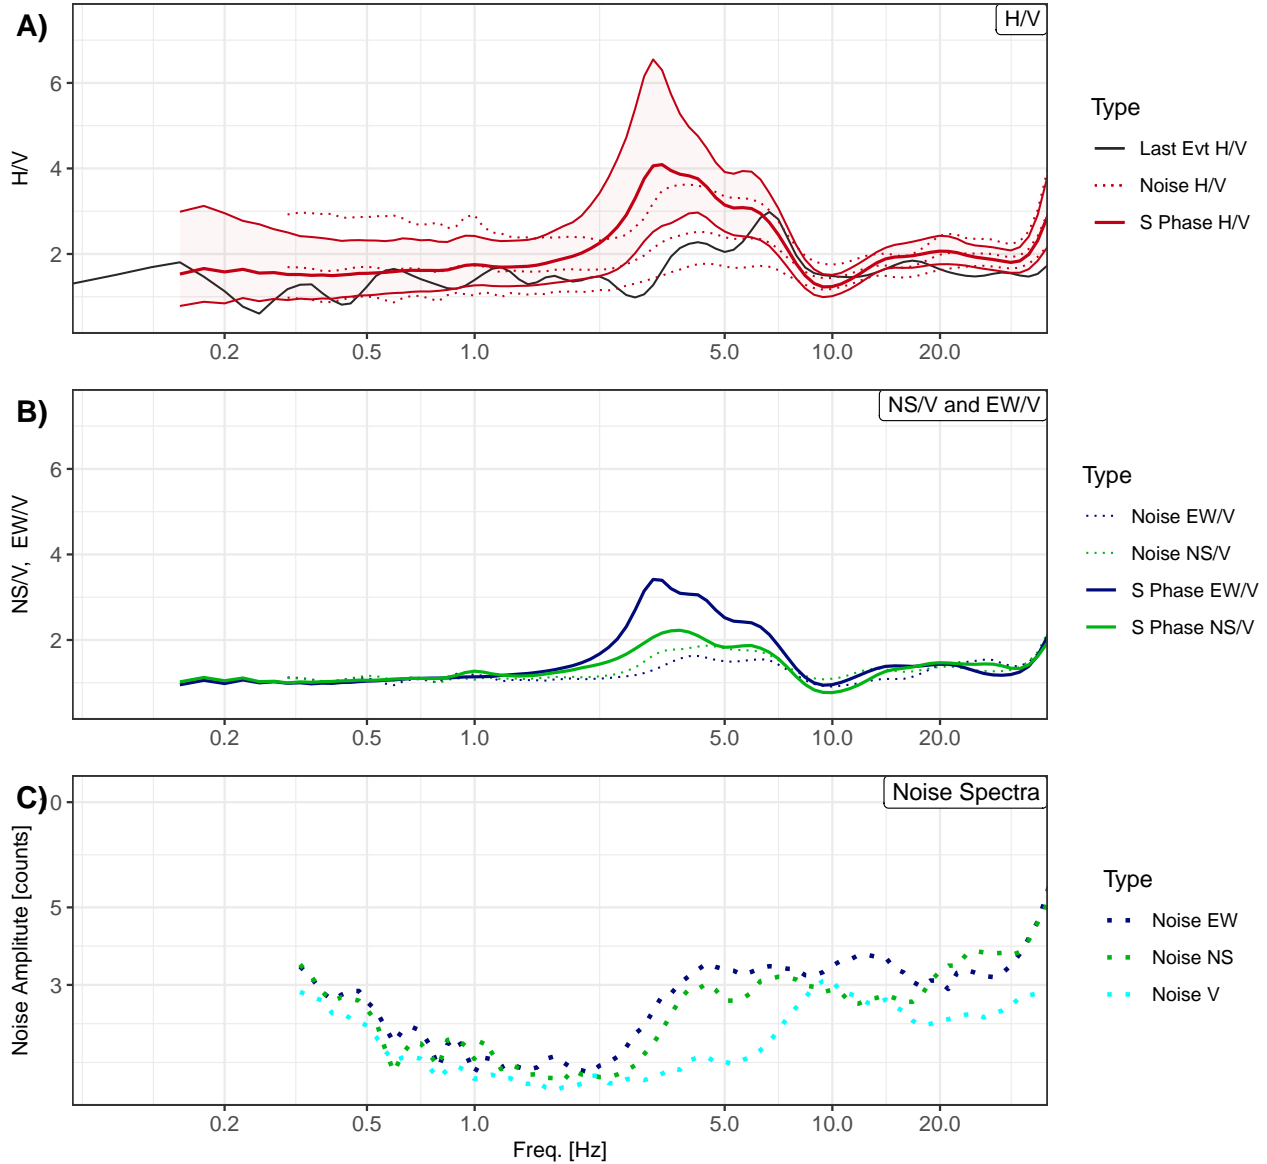 A)
H/V
H/V
6
4
2
0.2 0.5 1.0 5.0 10.0 20.0
Type
Last Evt H/V
Noise H/V
S Phase H/V
B)
NS/V and EW/V
NS/V,  EW/V
6
4
2
0.2 0.5 1.0 5.0 10.0 20.0
Type
Noise EW/V
Noise NS/V
S Phase EW/V
S Phase NS/V
C)
Noise Spectra
Noise Amplitute [counts]
0
5
3
0.2 0.5 1.0 5.0 10.0 20.0
Freq. [Hz]
Type
Noise EW
Noise NS
Noise V